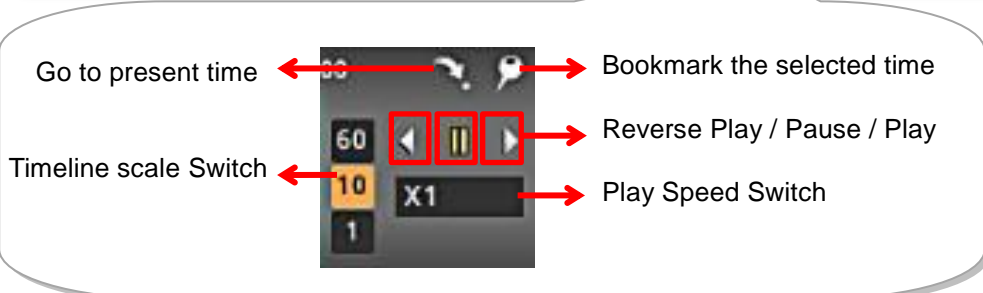 Go to present time
Bookmark the selected time
60
Reverse Play / Pause / Play
Timeline scale Switch
10
X1
Play Speed Switch
1